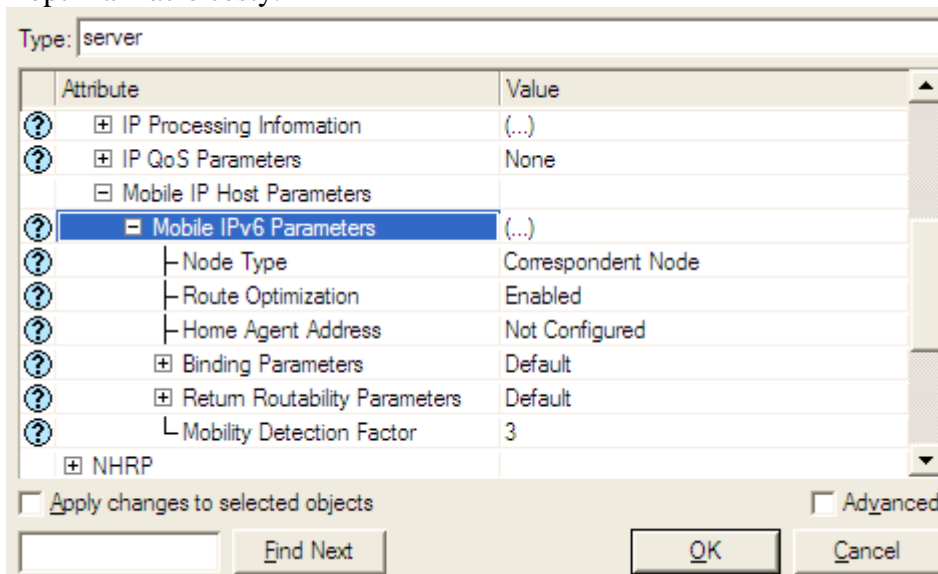 Type: server
Attribute Value
IP Processing Information (...)
IP QoS Parameters None
Mobile IP Host Parameters
Mobile IPv6 Parameters (...)
Node Type Correspondent Node
Route Optimization Enabled
Home Agent Address Not Configured
Binding Parameters Default
Return Routability Parameters Default
Mobility Detection Factor 3
NHRP
Apply changes to selected objects Advanced
Find Next OK Cancel